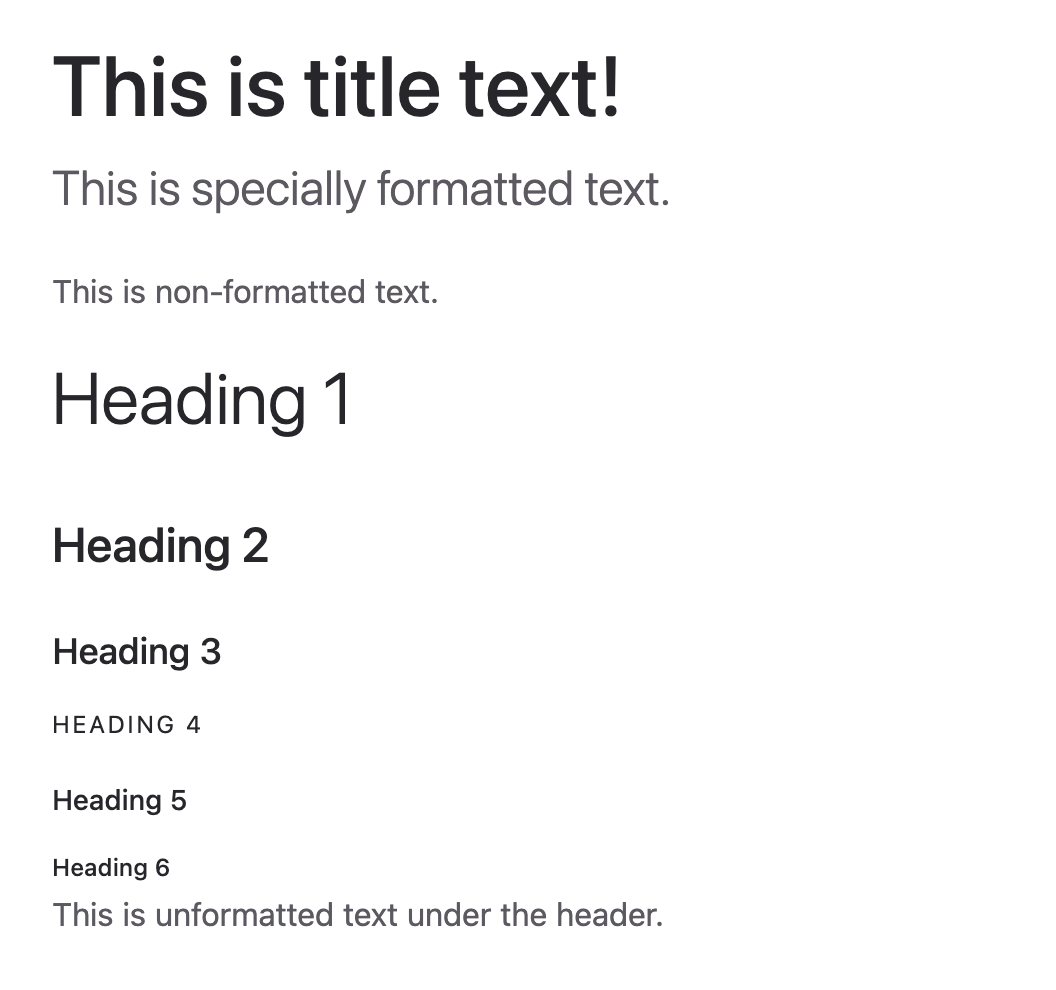 This is title text!
This is specially formatted text.
This is non-formatted text.
Heading 1
Heading 2
Heading 3
HEADING 4
Heading 5
Heading 6
This is unformatted text under the header.